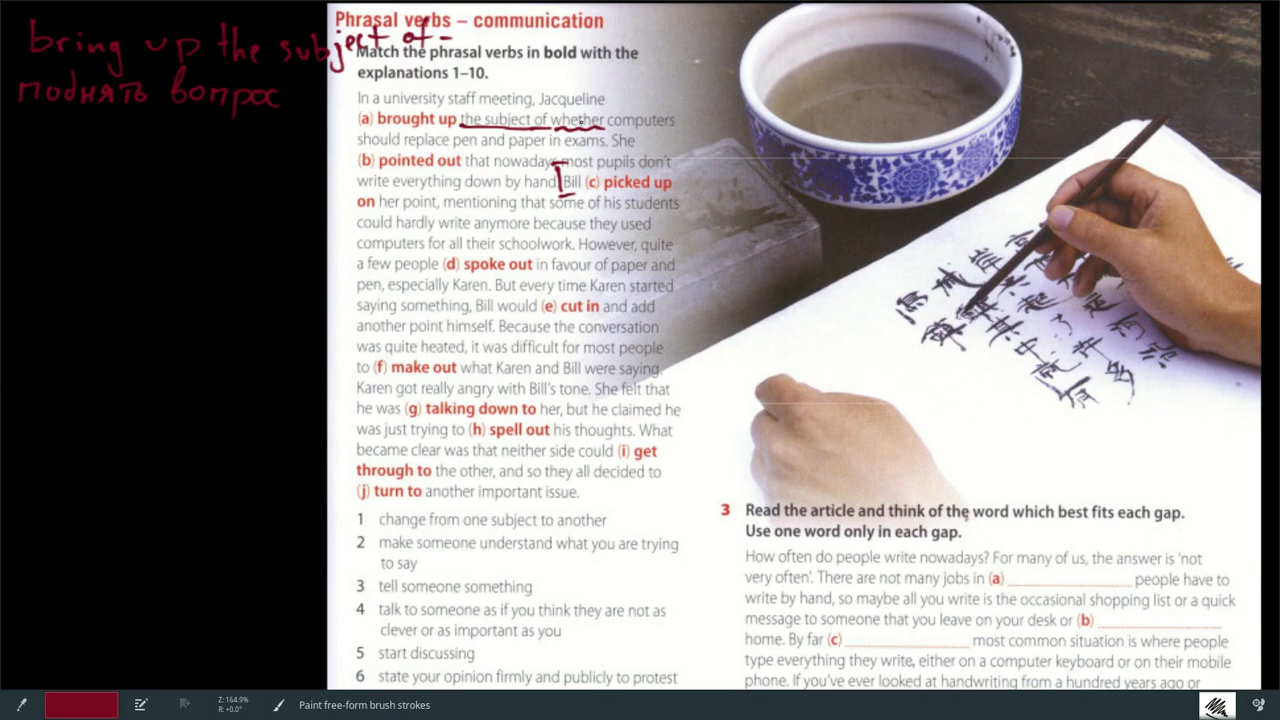 bring up the subject of -
поднять вопрос
Phrasal verbs – communication
Match the phrasal verbs in bold with the
explanations 1–10.
In a university staff meeting, Jacqueline
(a) brought up the subject of whether computers
should replace pen and paper in exams. She
(b) pointed out that nowadays most pupils don't
write everything down by hand. Bill (c) picked up
on her point, mentioning that some of his students
could hardly write anymore because they used
computers for all their schoolwork. However, quite
a few people (d) spoke out in favour of paper and
pen, especially Karen. But every time Karen started
saying something, Bill would (e) cut in and add
another point himself. Because the conversation
was quite heated, it was difficult for most people
to (f) make out what Karen and Bill were saying.
Karen got really angry with Bill's tone. She felt that
he was (g) talking down to her, but he claimed he
was just trying to (h) spell out his thoughts. What
became clear was that neither side could (i) get
through to the other, and so they all decided to
(j) turn to another important issue.
1 change from one subject to another
2 make someone understand what you are trying
to say
3 tell someone something
4 talk to someone as if you think they are not as
clever or as important as you
5 start discussing
6 state your opinion firmly and publicly to protest
3 Read the article and think of the word which best fits each gap.
Use one word only in each gap.
How often do people write nowadays? For many of us, the answer is 'not
very often'. There are not many jobs in (a) people have to
write by hand, so maybe all you write is the occasional shopping list or a quick
message to someone that you leave on your desk or (b)
home. By far (c) most common situation is where people
type everything they write, either on a computer keyboard or on their mobile
phone. If you've ever looked at handwriting from a hundred years ago or
Z: 164.9%
R: +0.0°
Paint free-form brush strokes